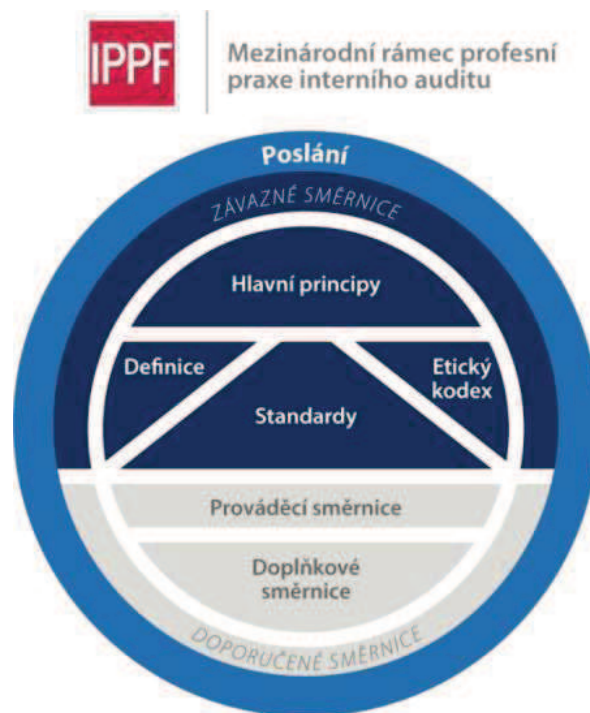 IPPF
Mezinárodní rámec profesní
praxe interního auditu
Poslání
ZÁVAZNÉ SMĚRNICE
Hlavní principy
Definice
Etický
kodex
Standardy
Prováděcí směrnice
Doplňkové
směrnice
DOPORUČENÉ SMĚRNICE